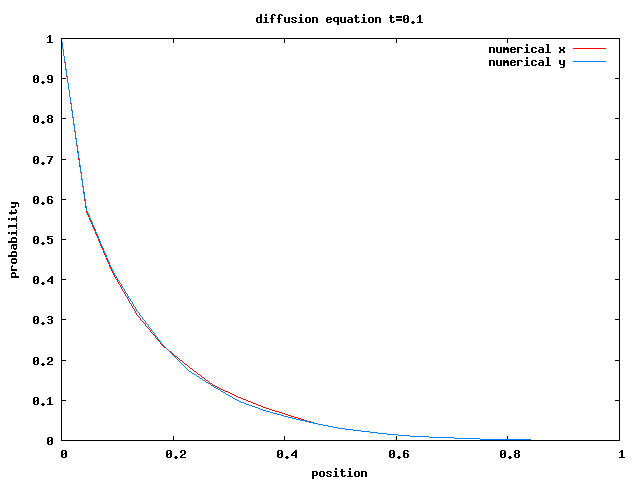 diffusion equation t=0.1
numerical x
numerical y
1
0.9
0.8
0.7
0.6
0.5
0.4
0.3
0.2
0.1
0
probability
0 0.2 0.4 0.6 0.8 1
position